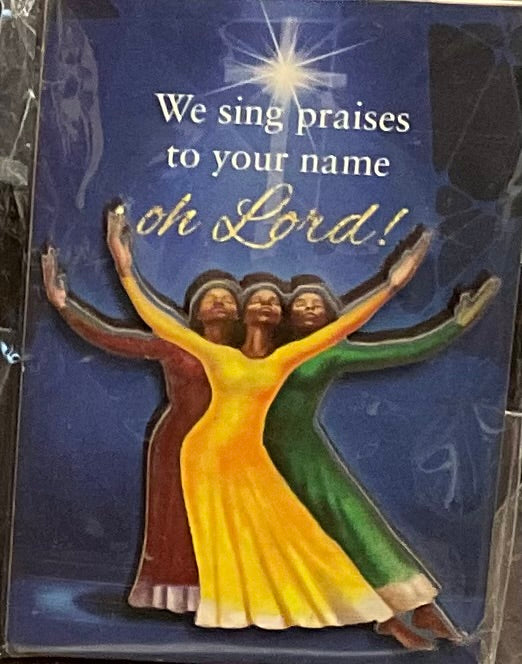 We sing praises
to your name
oh Lord!